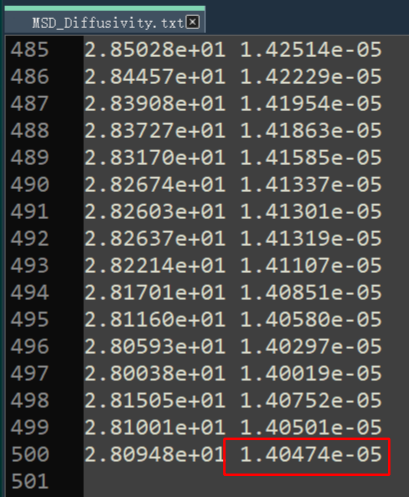 MSD_Diffusivity.txt
485 2.85028e+01 1.42514e-05
486 2.84457e+01 1.42229e-05
487 2.83908e+01 1.41954e-05
488 2.83727e+01 1.41863e-05
489 2.83170e+01 1.41585e-05
490 2.82674e+01 1.41337e-05
491 2.82603e+01 1.41301e-05
492 2.82637e+01 1.41319e-05
493 2.82214e+01 1.41107e-05
494 2.81701e+01 1.40851e-05
495 2.81160e+01 1.40580e-05
496 2.80593e+01 1.40297e-05
497 2.80038e+01 1.40019e-05
498 2.81505e+01 1.40752e-05
499 2.81001e+01 1.40501e-05
500 2.80948e+01 1.40474e-05
501